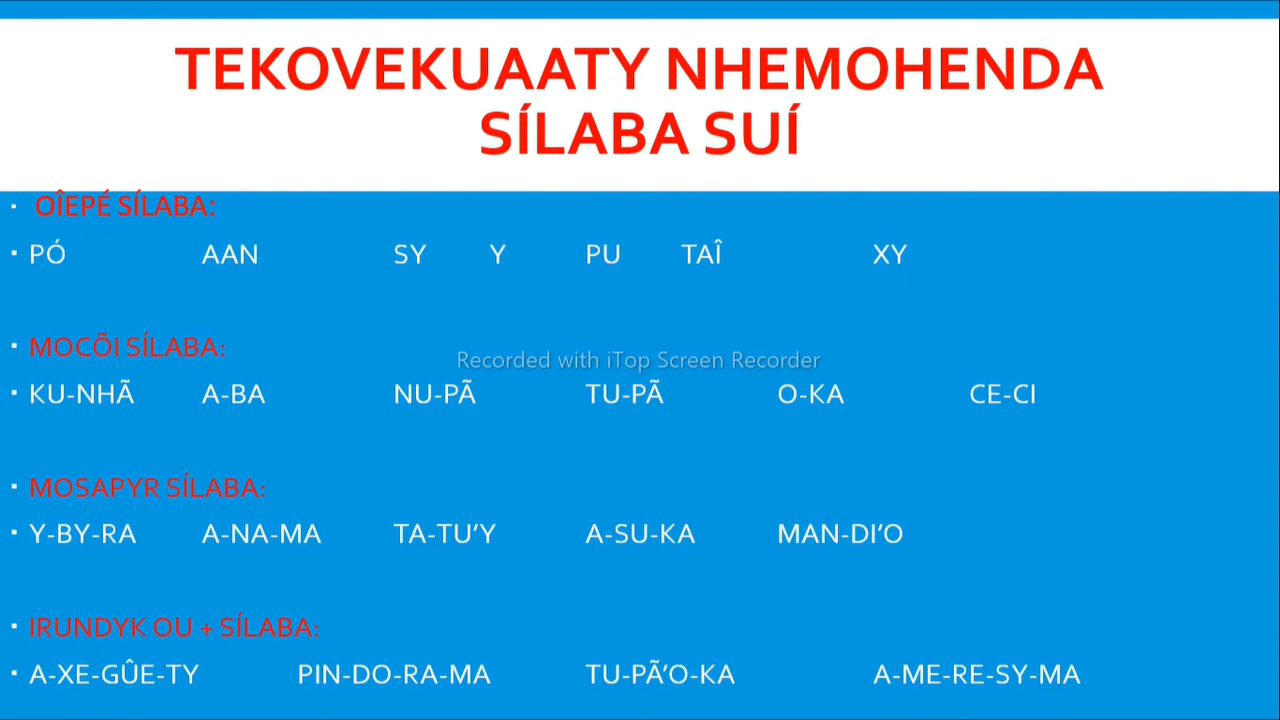 TEKOVEKUAATY NHEMOHENDA
SÍLABA SUÍ
▪ OÎEPÉ SÍLABA:
▪ PÓ AAN SY Y PU TAÎ XY
▪ MOCÕI SÍLABA:
Recorded with iTop Screen Recorder
▪ KU-NHÃ A-BA NU-PÃ TU-PÃ O-KA CE-CI
▪ MOSAPYR SÍLABA:
▪ Y-BY-RA A-NA-MA TA-TU’Y A-SU-KA MAN-DI’O
▪ IRUNDYK OU + SÍLABA:
▪ A-XE-GÛE-TY PIN-DO-RA-MA TU-PÃ’O-KA A-ME-RE-SY-MA